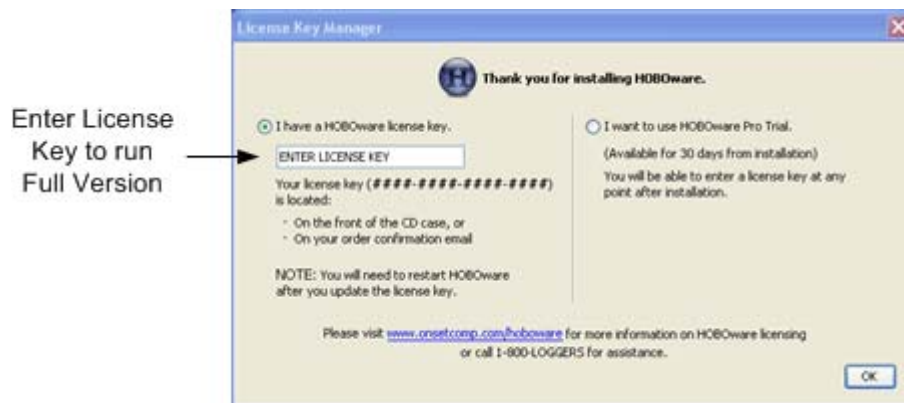 License Key Manager
Thank you for installing HOBOware.
Enter License
Key to run
Full Version
I have a HOBOware license key.
ENTER LICENSE KEY
Your license key (####-####-####-####)
is located:
- On the front of the CD case, or
- On your order confirmation email
NOTE: You will need to restart HOBOware
after you update the license key.
I want to use HOBOware Pro Trial.
(Available for 30 days from installation)
You will be able to enter a license key at any
point after installation.
Please visit www.onsetcomp.com/hoboware for more information on HOBOware licensing
or call 1-800-LOGGERS for assistance.
OK